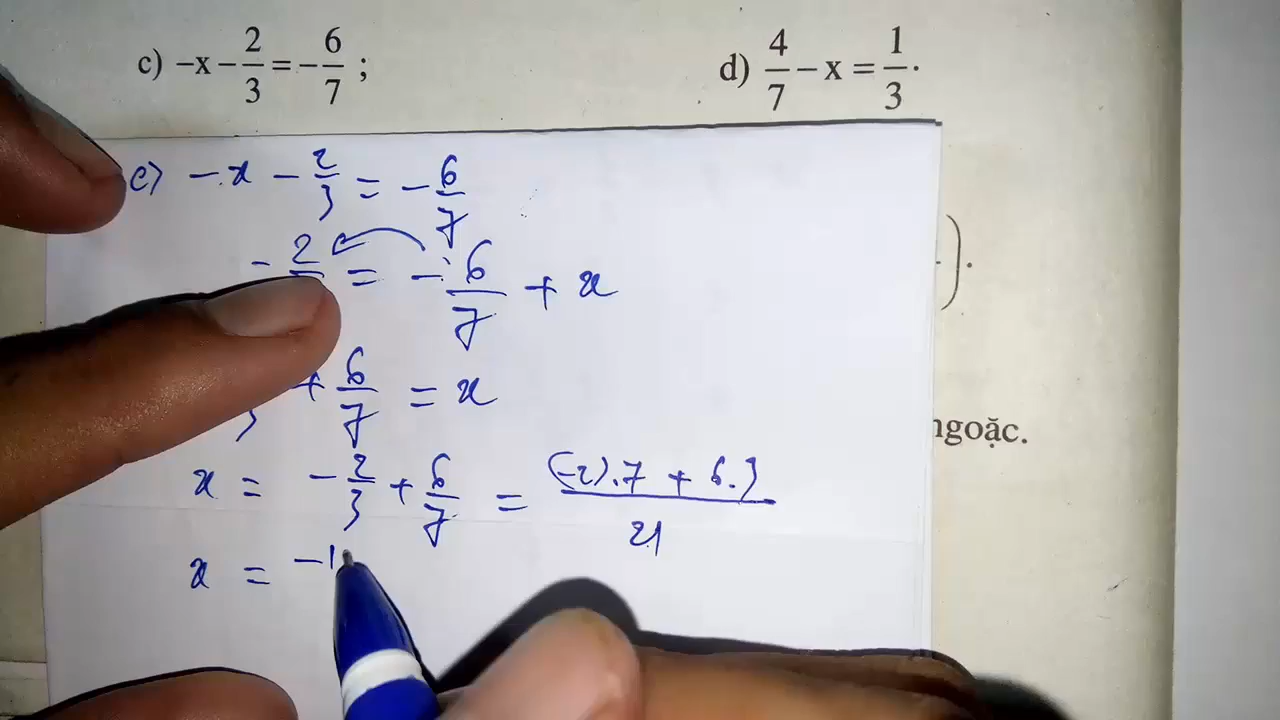 c) -x - 2/3 = -6/7 ;
d) 4/7 - x = 1/3.
c) -x - 2/3 = -6/7
- 2 = -6/7 + x
+ 6/7 = x
x = -2/3 + 6/7 = (-2).7 + 6.3 / 21
x = -1
ngoặc.